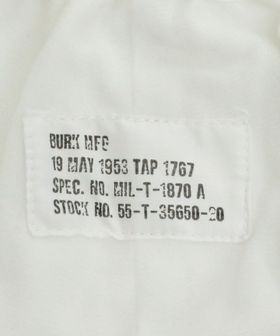 BURK MFG
19 MAY 1953 TAP 1767
SPEC. NO. MIL-T-1870 A
STOCK NO. 55-T-35650-20